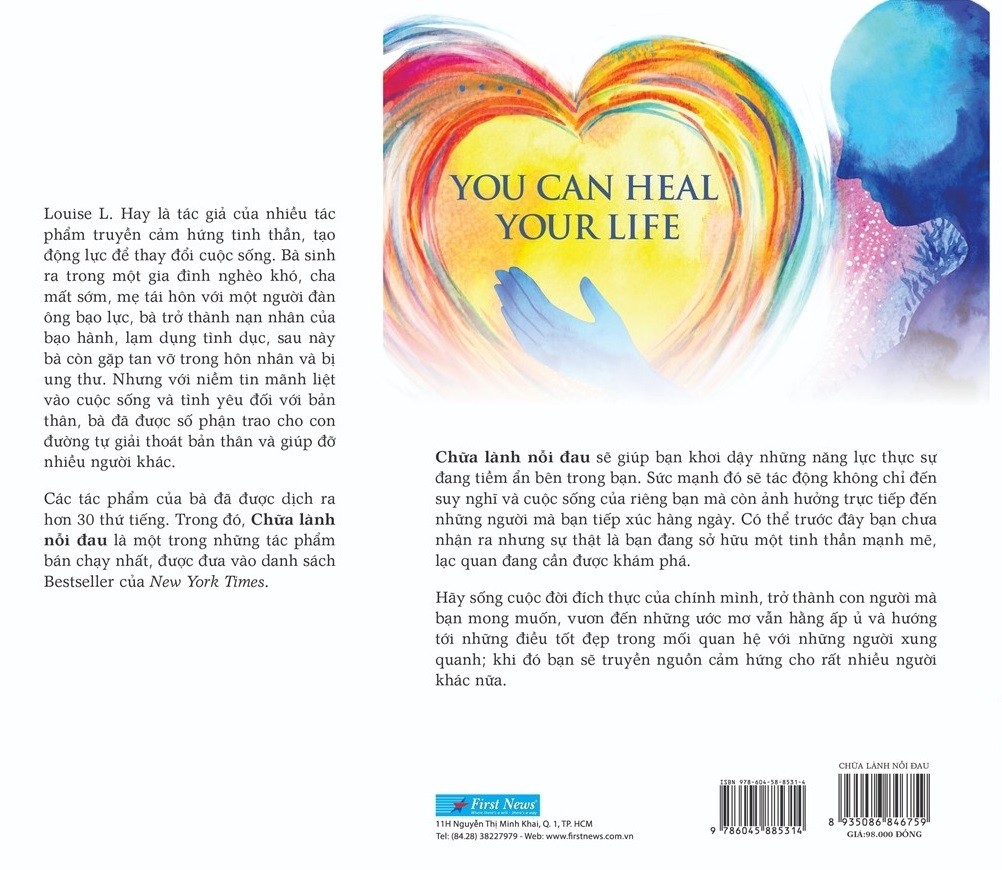 Louise L. Hay là tác giả của nhiều tác
phẩm truyền cảm hứng tinh thần, tạo
động lực để thay đổi cuộc sống. Bà sinh
ra trong một gia đình nghèo khó, cha
mất sớm, mẹ tái hôn với một người đàn
ông bạo lực, bà trở thành nạn nhân của
bạo hành, lạm dụng tình dục, sau này
bà còn gặp tan vỡ trong hôn nhân và bị
ung thư. Nhưng với niềm tin mãnh liệt
vào cuộc sống và tình yêu đối với bản
thân, bà đã được số phận trao cho con
đường tự giải thoát bản thân và giúp đỡ
nhiều người khác.
Các tác phẩm của bà đã được dịch ra
hơn 30 thứ tiếng. Trong đó, Chữa lành
nỗi đau là một trong những tác phẩm
bán chạy nhất, được đưa vào danh sách
Bestseller của New York Times.
YOU CAN HEAL
YOUR LIFE
Chữa lành nỗi đau sẽ giúp bạn khơi dậy những năng lực thực sự
đang tiềm ẩn bên trong bạn. Sức mạnh đó sẽ tác động không chỉ đến
suy nghĩ và cuộc sống của riêng bạn mà còn ảnh hưởng trực tiếp đến
những người mà bạn tiếp xúc hàng ngày. Có thể trước đây bạn chưa
nhận ra nhưng sự thật là bạn đang sở hữu một tinh thần mạnh mẽ,
lạc quan đang cần được khám phá.
Hãy sống cuộc đời đích thực của chính mình, trở thành con người mà
bạn mong muốn, vươn đến những ước mơ vẫn hằng ấp ủ và hướng
tới những điều tốt đẹp trong mối quan hệ với những người xung
quanh; khi đó bạn sẽ truyền nguồn cảm hứng cho rất nhiều người
khác nữa.
First News
Where there's a will - there's a way
11H Nguyễn Thị Minh Khai, Q. 1, TP. HCM
Tel: (84.28) 38227979 - Web: www.firstnews.com.vn
ISBN 978-604-58-8531-4
9 786045 885314
CHỮA LÀNH NỖI ĐAU
8 935086 846759
GIÁ:98.000 ĐỒNG